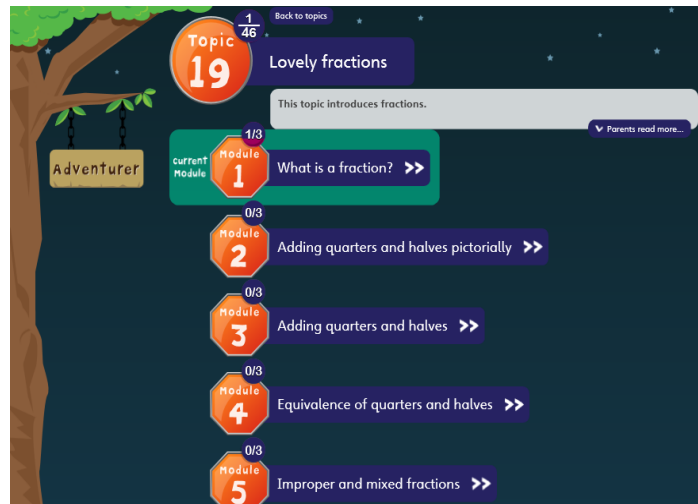 Back to topics
1
46
Topic
19
Lovely fractions
This topic introduces fractions.
Parents read more...
Adventurer
1/3
current
Module
Module
1
What is a fraction?
0/3
Module
2
Adding quarters and halves pictorially
0/3
Module
3
Adding quarters and halves
0/3
Module
4
Equivalence of quarters and halves
0/3
Module
5
Improper and mixed fractions